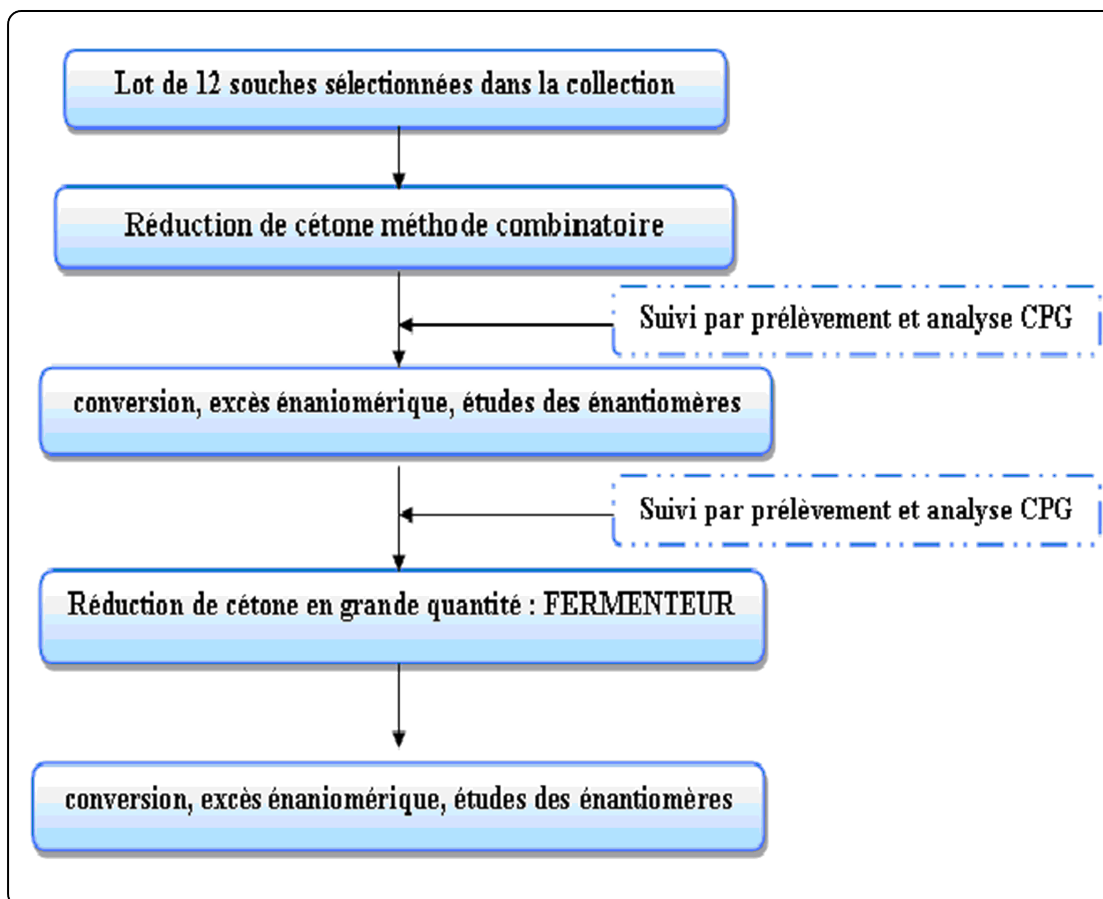 Lot de 12 souches sélectionnées dans la collection
Réduction de cétone méthode combinatoire
Suivi par prélèvement et analyse CPG
conversion, excès énaniomérique, études des énantiomères
Suivi par prélèvement et analyse CPG
Réduction de cétone en grande quantité : FERMENTEUR
conversion, excès énaniomérique, études des énantiomères